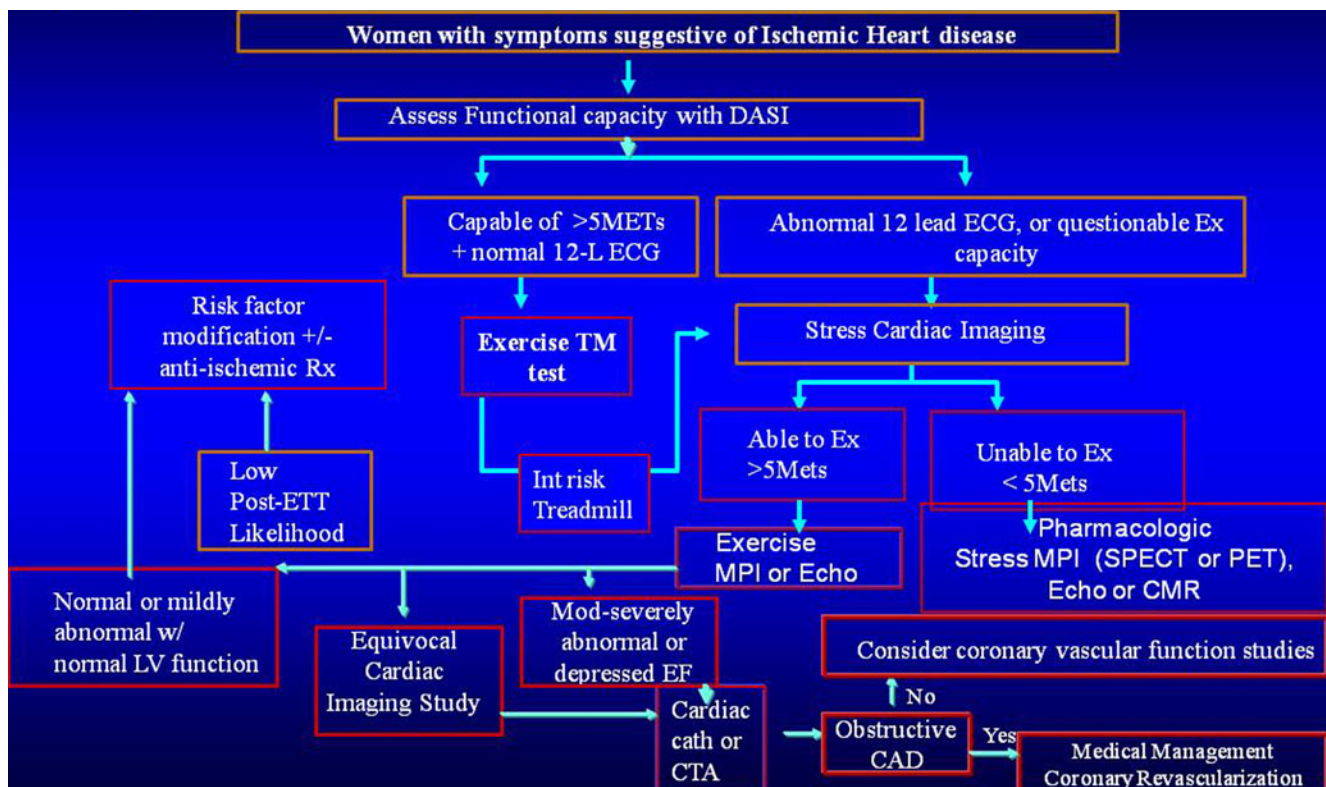 Women with symptoms suggestive of Ischemic Heart disease
Assess Functional capacity with DASI
Capable of >5METs
+ normal 12-L ECG
Abnormal 12 lead ECG, or questionable Ex
capacity
Risk factor
modification +/-
anti-ischemic Rx
Exercise TM
test
Stress Cardiac Imaging
Able to Ex
>5Mets
Unable to Ex
< 5Mets
Low
Post-ETT
Likelihood
Int risk
Treadmill
Exercise
MPI or Echo
Pharmacologic
Stress MPI (SPECT or PET),
Echo or CMR
Normal or mildly
abnormal w/
normal LV function
Equivocal
Cardiac
Imaging Study
Mod-severely
abnormal or
depressed EF
Consider coronary vascular function studies
No
Cardiac
cath or
CTA
Obstructive
CAD
Yes
Medical Management
Coronary Revascularization